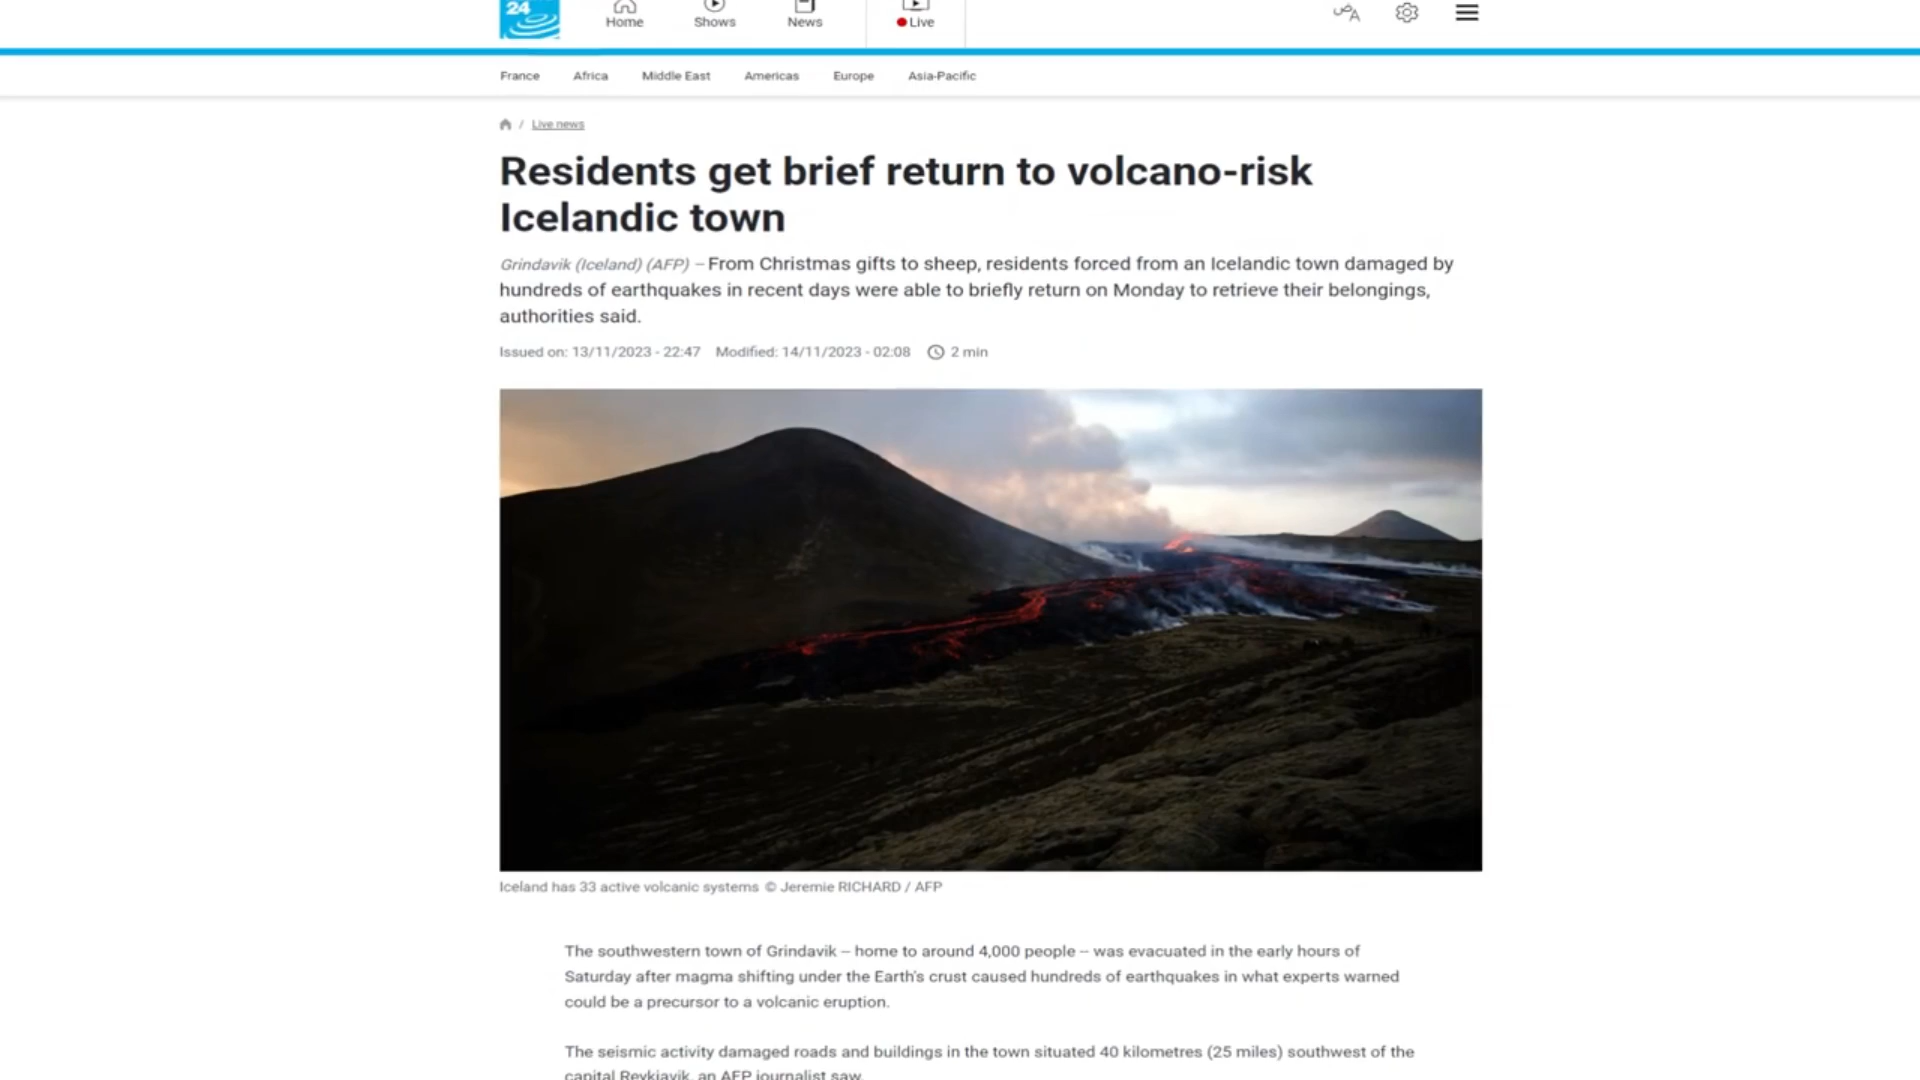 24
Home Shows News Live
France Africa Middle East Americas Europe Asia-Pacific
/ Live news
Residents get brief return to volcano-risk
Icelandic town
Grindavik (Iceland) (AFP) – From Christmas gifts to sheep, residents forced from an Icelandic town damaged by
hundreds of earthquakes in recent days were able to briefly return on Monday to retrieve their belongings,
authorities said.
Issued on: 13/11/2023 - 22:47 Modified: 14/11/2023 - 02:08 2 min
Iceland has 33 active volcanic systems © Jeremie RICHARD / AFP
The southwestern town of Grindavik -- home to around 4,000 people -- was evacuated in the early hours of
Saturday after magma shifting under the Earth's crust caused hundreds of earthquakes in what experts warned
could be a precursor to a volcanic eruption.
The seismic activity damaged roads and buildings in the town situated 40 kilometres (25 miles) southwest of the
capital Reykjavik, an AFP journalist saw.